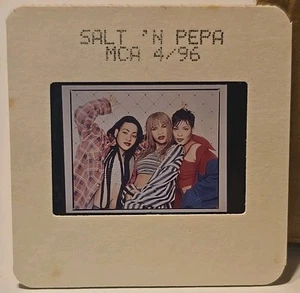 SALT 'N PEPA
MCA 4/96